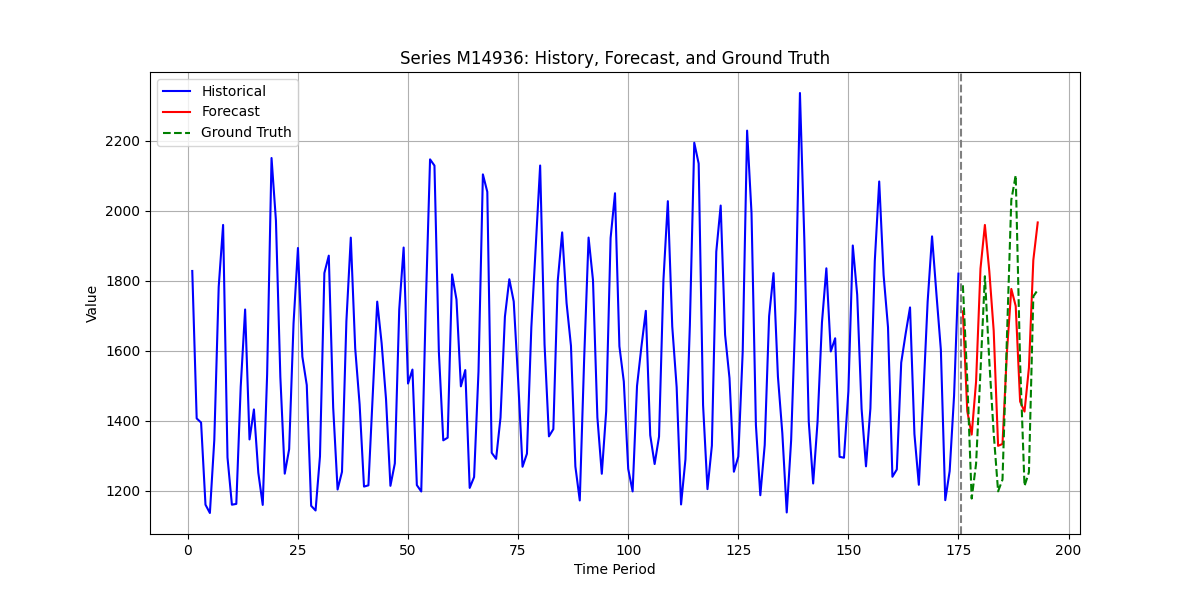 Series M14936: History, Forecast, and Ground Truth
Historical
Forecast
Ground Truth
Value
2200
2000
1800
1600
1400
1200
0 25 50 75 100 125 150 175 200
Time Period